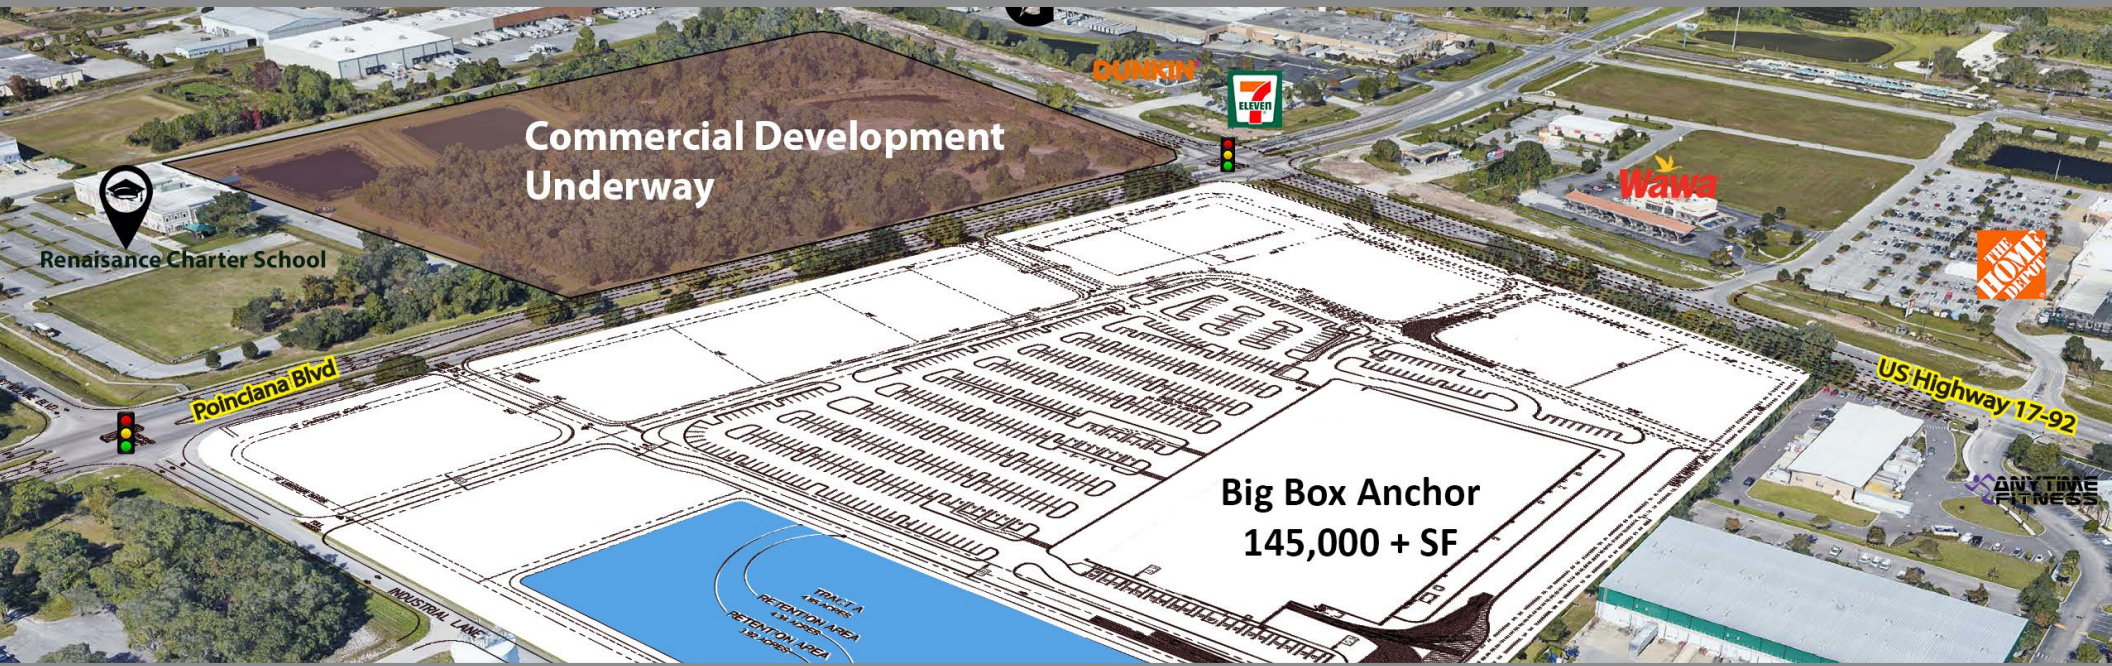 DUNKIN'
7
ELEVEN
Commercial Development
Underway
Wawa
THE
HOME
DEPOT
Renaisance Charter School
Poinciana Blvd
US Highway 17-92
Big Box Anchor
145,000 + SF
ANYTIME
FITNESS
INDUSTRIAL LANE
TRACT A
RETENTION AREA
RETENTION AREA